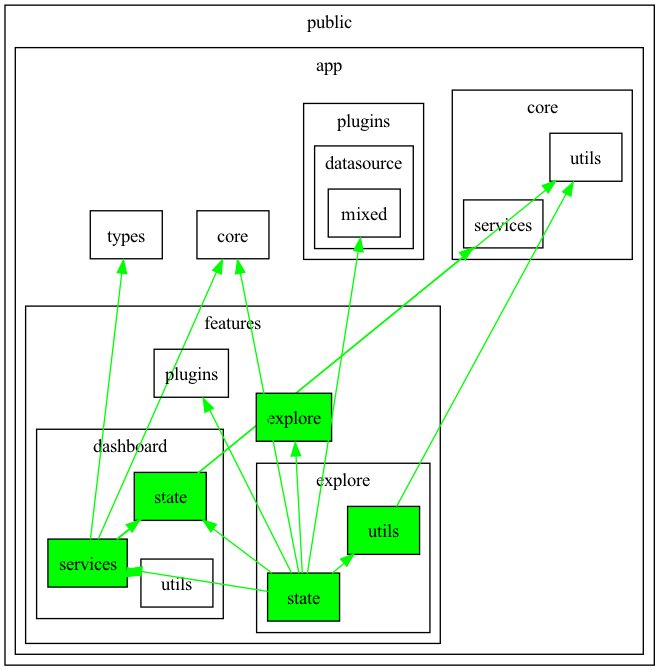 public
app
plugins
core
datasource
utils
mixed
services
types
core
features
plugins
explore
dashboard
explore
state
utils
services
utils
state